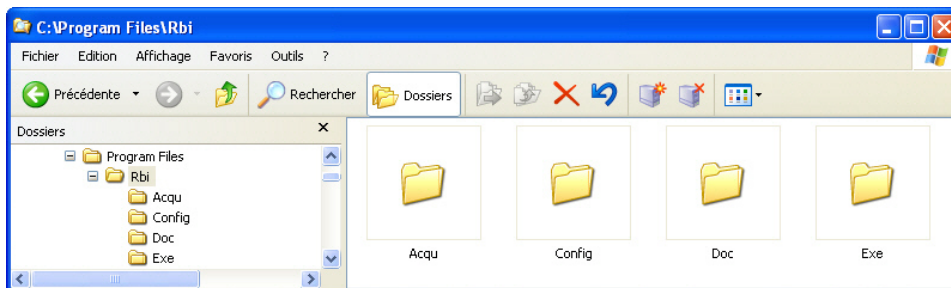 C:\Program Files\Rbi
Fichier Edition Affichage Favoris Outils ?
Précédente Rechercher Dossiers
Dossiers
Program Files
Rbi
Acqu
Config
Doc
Exe
Acqu Config Doc Exe